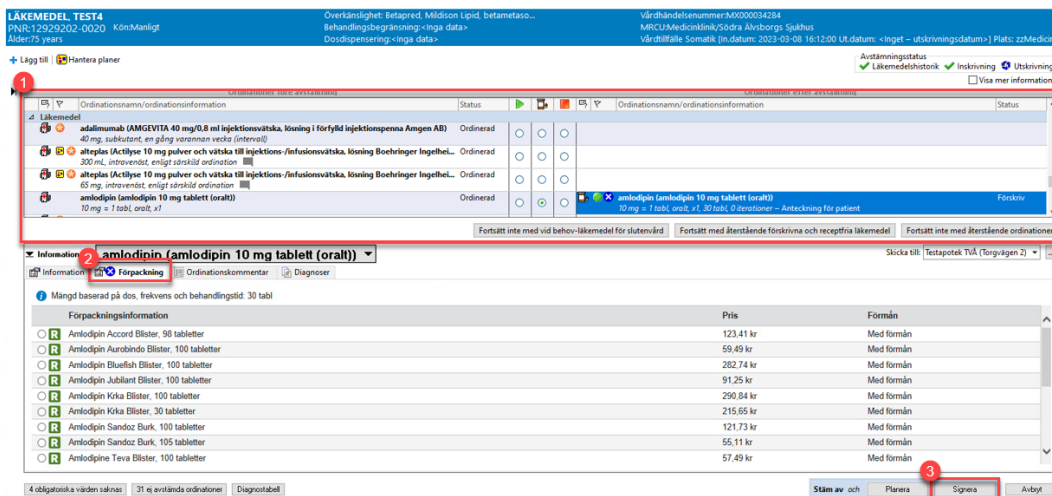 LÄKEMEDEL, TEST4
Överkänslighet: Betapred, Mildison Lipid, betametaso...
Vårdhändelsenummer:MX000034284
PNR:12929202-0020 Kön:Manligt
Behandlingsbegränsning:<Inga data>
MRCU:Medicinklinik/Södra Älvsborgs Sjukhus
Ålder:75 years
Dosdispensering:<Inga data>
Vårdtillfälle Somatik [In.datum: 2023-03-08 16:12:00 Ut.datum: <Inget – utskrivningsdatum>] Plats: zzMedicin
Lägg till Hantera planer
Avstämningsstatus
Läkemedelshistorik Inskrivning Utskrivning
Visa mer information
1
Ordinationer före avstämning
Ordinationer efter avstämning
Ordinationsnamn/ordinationsinformation Status
Ordinationsnamn/ordinationsinformation Status
Läkemedel
adalimumab (AMGEVITA 40 mg/0,8 ml injektionsvätska, lösning i förfylld injektionspenna Amgen AB) Ordinerad
40 mg, subkutant, en gång varannan vecka (intervall)
alteplas (Actilyse 10 mg pulver och vätska till injektions-/infusionsvätska, lösning Boehringer Ingelhei... Ordinerad
300 mL, intravenöst, enligt särskild ordination
alteplas (Actilyse 10 mg pulver och vätska till injektions-/infusionsvätska, lösning Boehringer Ingelhei... Ordinerad
65 mg, intravenöst, enligt särskild ordination
amlodipin (amlodipin 10 mg tablett (oralt)) Ordinerad
10 mg = 1 tabl, oralt, x1
amlodipin (amlodipin 10 mg tablett (oralt)) Förskriv
10 mg = 1 tabl, oralt, x1, 30 tabl, 0 iterationer – Anteckning för patient
Fortsätt inte med vid behov-läkemedel för slutenvård
Fortsätt med återstående förskrivna och receptfria läkemedel
Fortsätt inte med återstående ordinationer
Information
amlodipin (amlodipin 10 mg tablett (oralt))
Skicka till: Testapotek TVÅ (Torgvägen 2)
2
Information Förpackning Ordinationskommentar Diagnoser
Mängd baserad på dos, frekvens och behandlingstid: 30 tabl
Förpackningsinformation Pris Förmån
R Amlodipin Accord Blister, 98 tabletter 123,41 kr Med förmån
R Amlodipin Aurobindo Blister, 100 tabletter 59,49 kr Med förmån
R Amlodipin Bluefish Blister, 100 tabletter 282,74 kr Med förmån
R Amlodipin Jubilant Blister, 100 tabletter 91,25 kr Med förmån
R Amlodipin Krka Blister, 100 tabletter 290,84 kr Med förmån
R Amlodipin Krka Blister, 30 tabletter 215,65 kr Med förmån
R Amlodipin Sandoz Burk, 100 tabletter 121,73 kr Med förmån
R Amlodipin Sandoz Burk, 105 tabletter 55,11 kr Med förmån
R Amlodipine Teva Blister, 100 tabletter 57,49 kr Med förmån
3
4 obligatoriska värden saknas 31 ej avstämda ordinationer Diagnostabell
Stäm av och Planera Signera Avbyt